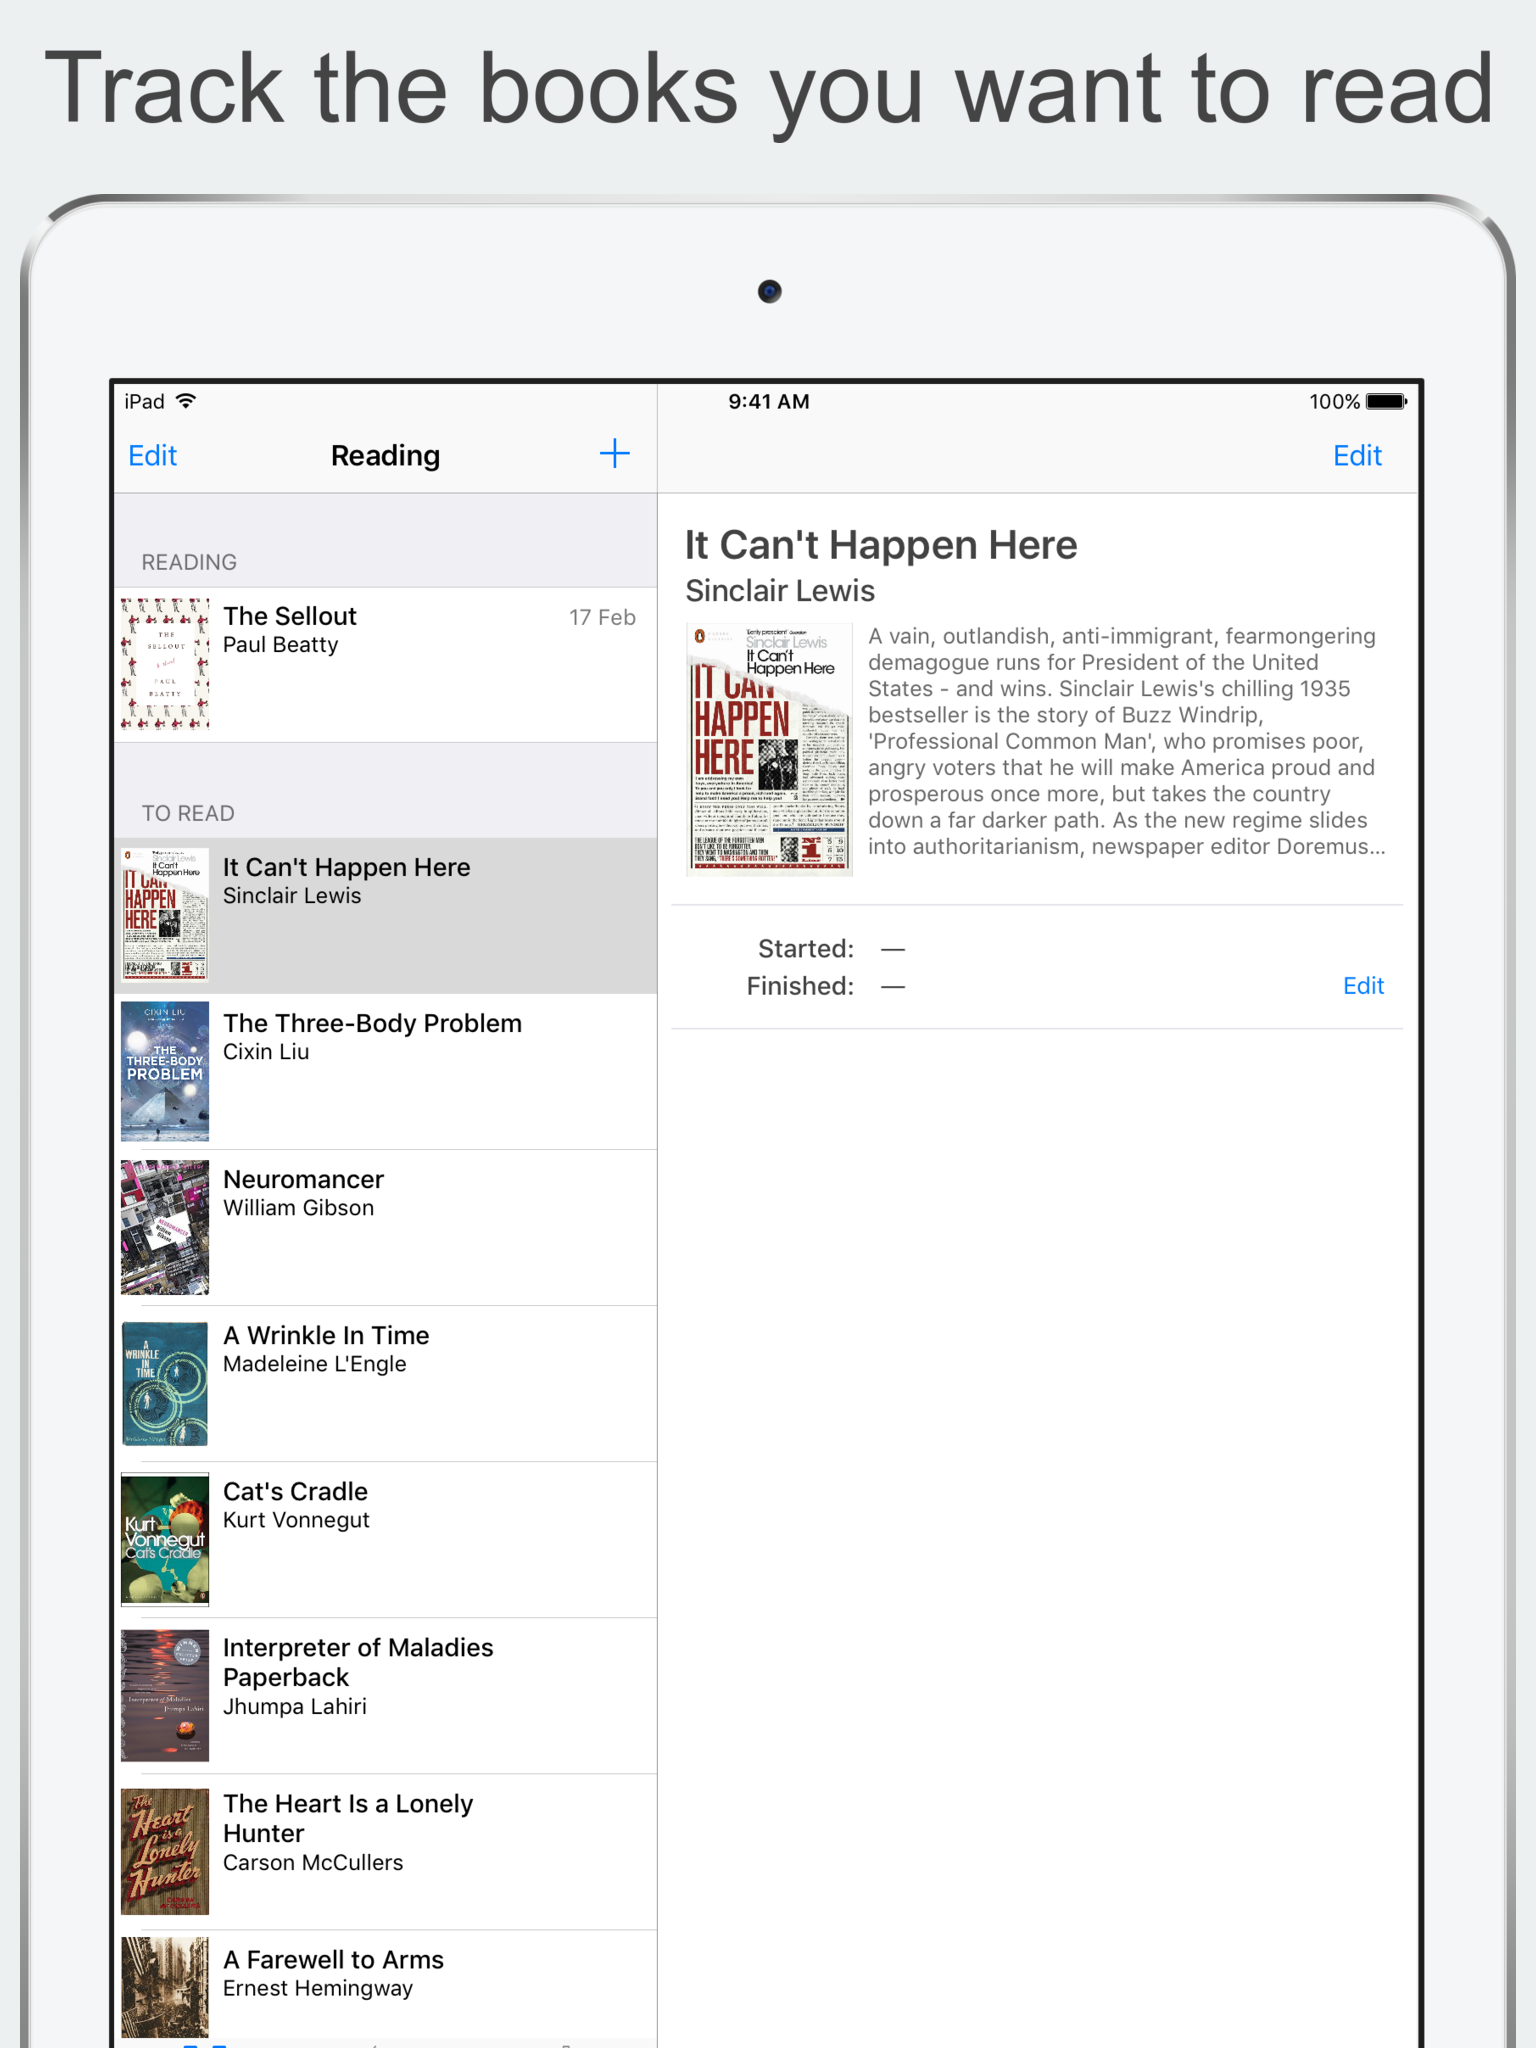 Track the books you want to read
iPad
9:41 AM
100%
Edit
Reading
Edit
READING
The Sellout
17 Feb
Paul Beatty
THE
SELLOUT
PAUL
BEATTY
TO READ
It Can't Happen Here
Sinclair Lewis
Sinclair Lewis
It Can't
Happen Here
HAPPEN
HERE
The Three-Body Problem
Cixin Liu
CIXIN LIU
THE
THREE-BODY
PROBLEM
Neuromancer
William Gibson
NEUROMANCER
William
Gibson
A Wrinkle In Time
Madeleine L'Engle
A
WRINKLE
IN
TIME
Cat's Cradle
Kurt Vonnegut
Kurt
Vonnegut
Cat's Cradle
Interpreter of Maladies
Paperback
Jhumpa Lahiri
Interpreter of Maladies
Jhumpa Lahiri
The Heart Is a Lonely
Hunter
Carson McCullers
The
Heart
is a
Lonely
Hunter
A Farewell to Arms
Ernest Hemingway
It Can't Happen Here
Sinclair Lewis
Sinclair Lewis
It Can't
Happen Here
IT CAN
HAPPEN
HERE
A vain, outlandish, anti-immigrant, fearmongering
demagogue runs for President of the United
States - and wins. Sinclair Lewis's chilling 1935
bestseller is the story of Buzz Windrip,
'Professional Common Man', who promises poor,
angry voters that he will make America proud and
prosperous once more, but takes the country
down a far darker path. As the new regime slides
into authoritarianism, newspaper editor Doremus...
Started: —
Finished: —
Edit